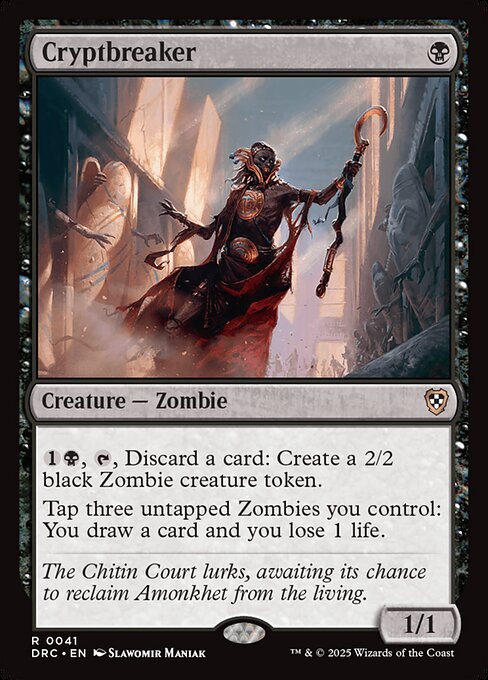 Cryptbreaker
Creature — Zombie
1, , Discard a card: Create a 2/2
black Zombie creature token.
Tap three untapped Zombies you control:
You draw a card and you lose 1 life.
The Chitin Court lurks, awaiting its chance
to reclaim Amonkhet from the living.
1/1
R 0041
DRC • EN SLAWOMIR MANIAK
™ & © 2025 Wizards of the Coast